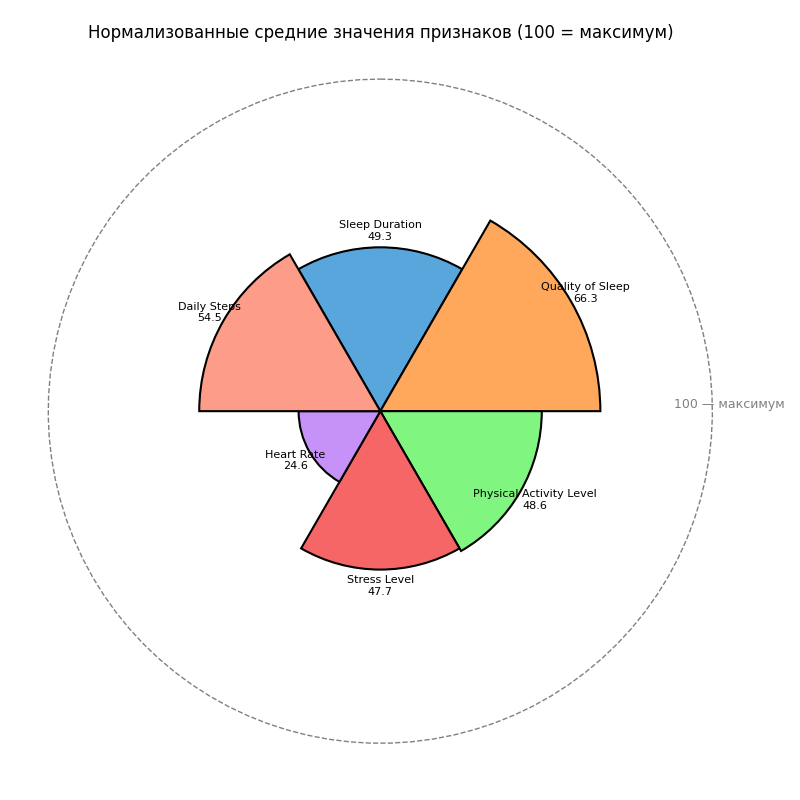 Нормализованные средние значения признаков (100 = максимум)
Sleep Duration
49.3
Quality of Sleep
66.3
Daily Steps
54.5
100 — максимум
Heart Rate
24.6
Physical Activity Level
48.6
Stress Level
47.7